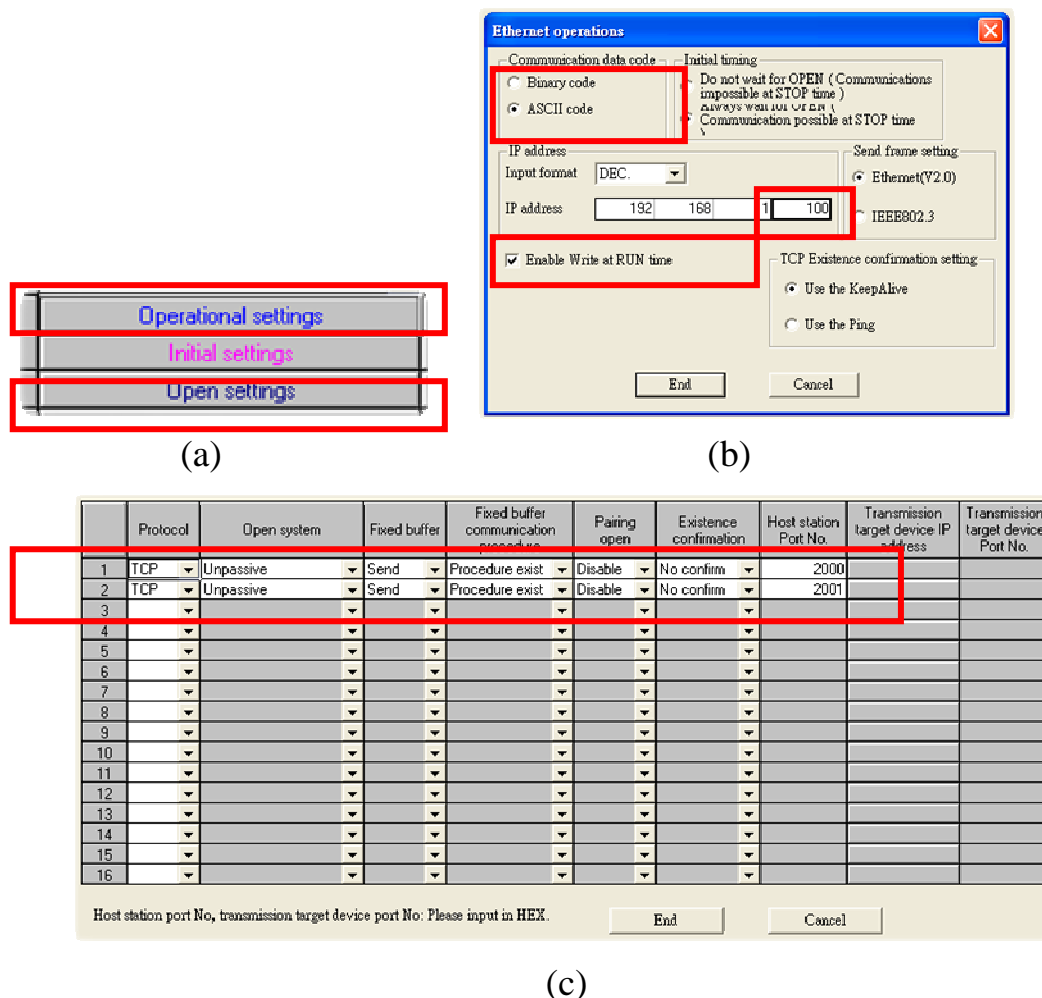 Operational settings
Initial settings
Open settings
(a)
Ethernet operations
Communication data code
Binary code
ASCII code
Initial timing
Do not wait for OPEN ( Communications
impossible at STOP time )
Always wait for OPEN (
Communication possible at STOP time
IP address
Input format DEC.
IP address 192 168 1 100
Send frame setting
Ethernet(V2.0)
IEEE802.3
Enable Write at RUN time
TCP Existence confirmation setting
Use the KeepAlive
Use the Ping
End Cancel
(b)
Protocol Open system Fixed buffer Fixed buffer communication procedure Pairing open Existence confirmation Host station Port No. Transmission target device IP address Transmission target device Port No.
1 TCP Unpassive Send Procedure exist Disable No confirm 2000
2 TCP Unpassive Send Procedure exist Disable No confirm 2001
3
4
5
6
7
8
9
10
11
12
13
14
15
16
Host station port No, transmission target device port No: Please input in HEX.
End Cancel
(c)